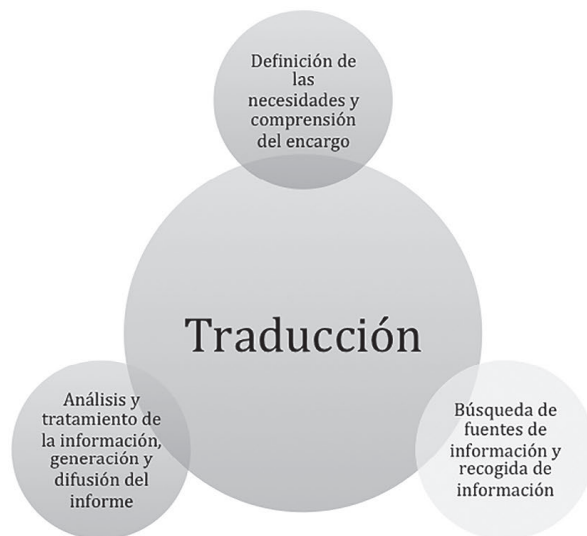 Definición de
las
necesidades y
comprensión
del encargo
Traducción
Análisis y
tratamiento de
la información,
generación y
difusión del
informe
Búsqueda de
fuentes de
información y
recogida de
información